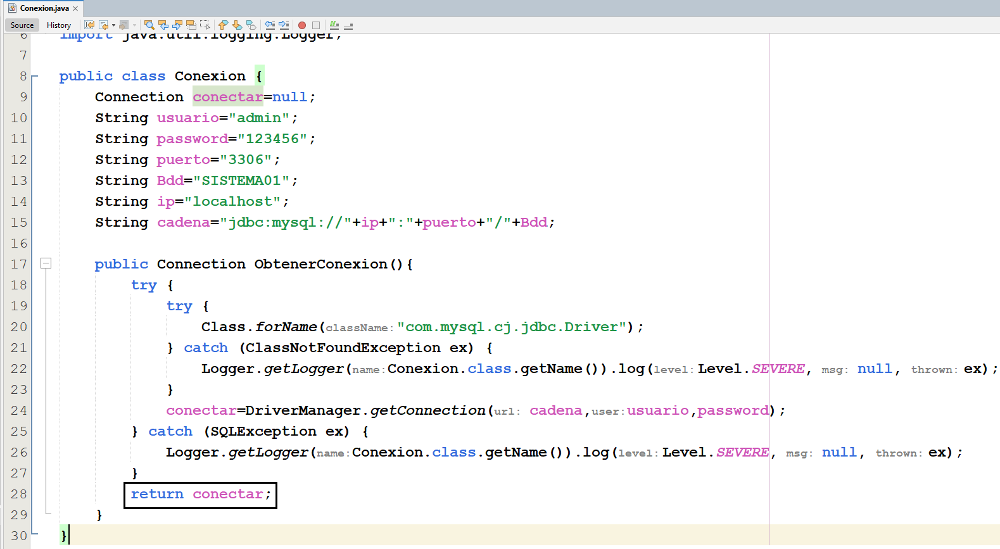 Conexion.java ×
Source History
6 import java.util.logging.Logger;
7
8 public class Conexion {
9 Connection conectar=null;
10 String usuario="admin";
11 String password="123456";
12 String puerto="3306";
13 String Bdd="SISTEMA01";
14 String ip="localhost";
15 String cadena="jdbc:mysql://"+ip+":"+puerto+"/"+Bdd;
16
17 public Connection ObtenerConexion(){
18 try {
19 try {
20 Class.forName(className:"com.mysql.cj.jdbc.Driver");
21 } catch (ClassNotFoundException ex) {
22 Logger.getLogger(name:Conexion.class.getName()).log(level:Level.SEVERE, msg: null, thrown:ex);
23 }
24 conectar=DriverManager.getConnection(url: cadena,user:usuario,password);
25 } catch (SQLException ex) {
26 Logger.getLogger(name:Conexion.class.getName()).log(level:Level.SEVERE, msg: null, thrown:ex);
27 }
28 return conectar;
29 }
30 }